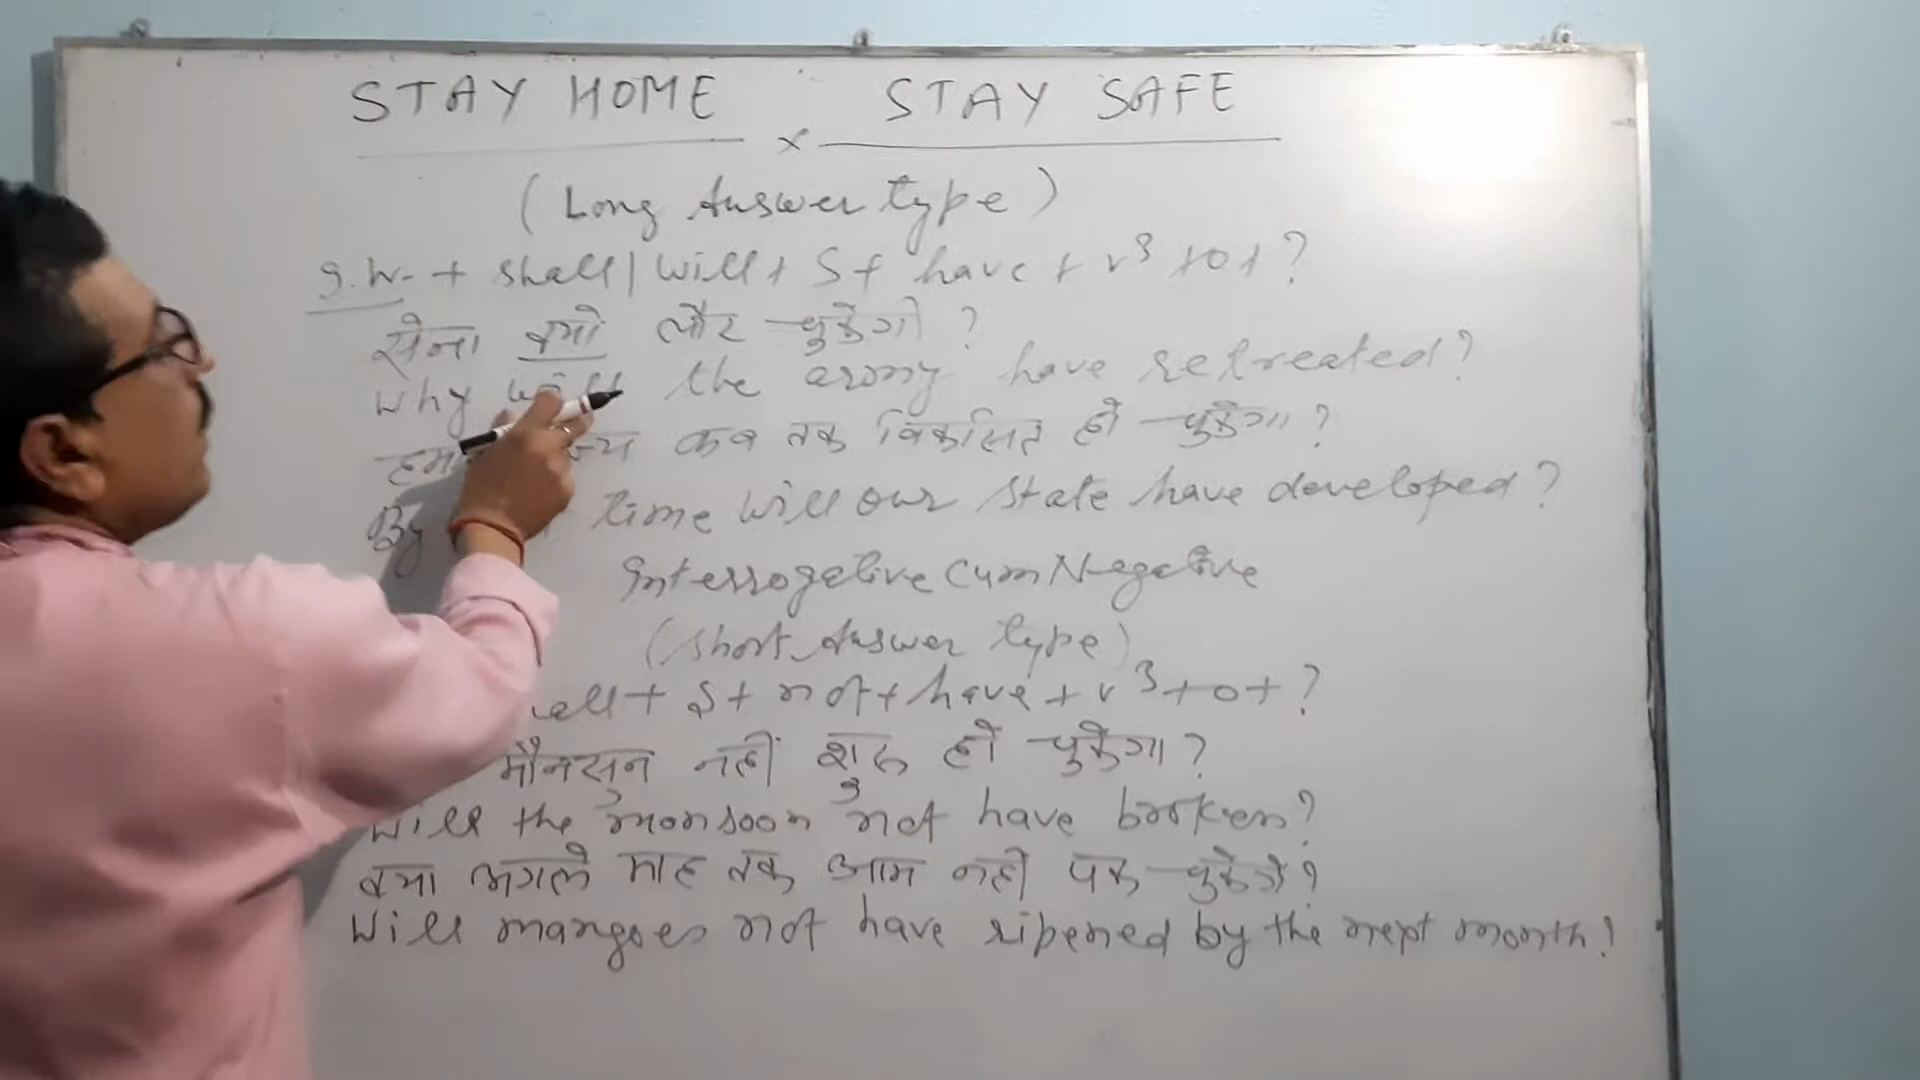 STAY HOME x STAY SAFE
(Long Answer type)
I.W. + shall/will + S + have + v3 + o + ?
सेना क्यों लौट चुकेगी ?
Why will the army have retreated?
कब तक विकसित हो चुकेगा ?
By time will our state have developed ?
Interrogative Cum Negative
(short Answer type)
+ S + not + have + v3 + o + ?
मौनसुन नहीं शुरू हो चुकेगा ?
Will the monsoon not have broken?
क्या अगले माह तक आम नहीं पक चुकेगें ?
Will mangoes not have ripened by the next month?